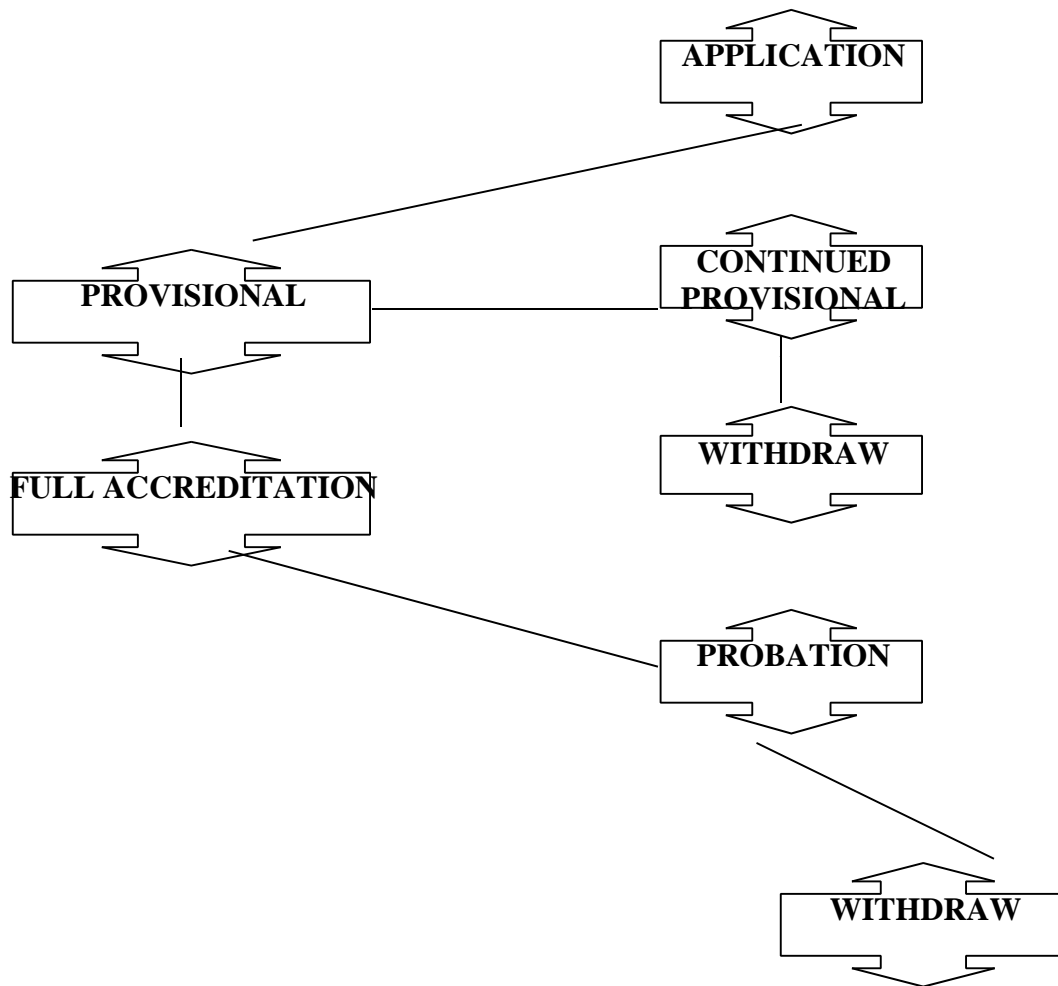 APPLICATION
PROVISIONAL
CONTINUED
PROVISIONAL
WITHDRAW
FULL ACCREDITATION
PROBATION
WITHDRAW